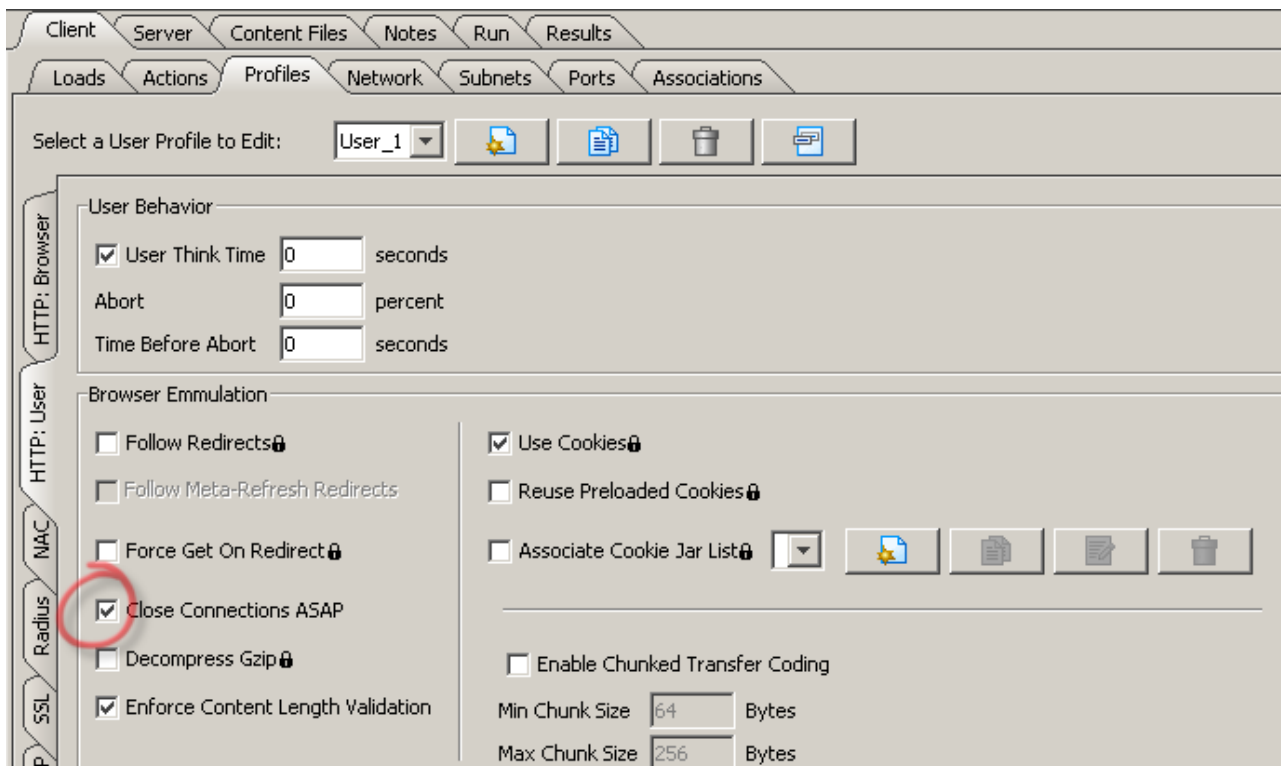 Client Server Content Files Notes Run Results
Loads Actions Profiles Network Subnets Ports Associations
Select a User Profile to Edit: User_1
HTTP: Browser
HTTP: User
NAC
Radius
SSL
User Behavior
User Think Time 0 seconds
Abort 0 percent
Time Before Abort 0 seconds
Browser Emmulation
Follow Redirects
Follow Meta-Refresh Redirects
Force Get On Redirect
Close Connections ASAP
Decompress Gzip
Enforce Content Length Validation
Use Cookies
Reuse Preloaded Cookies
Associate Cookie Jar List
Enable Chunked Transfer Coding
Min Chunk Size 64 Bytes
Max Chunk Size 256 Bytes